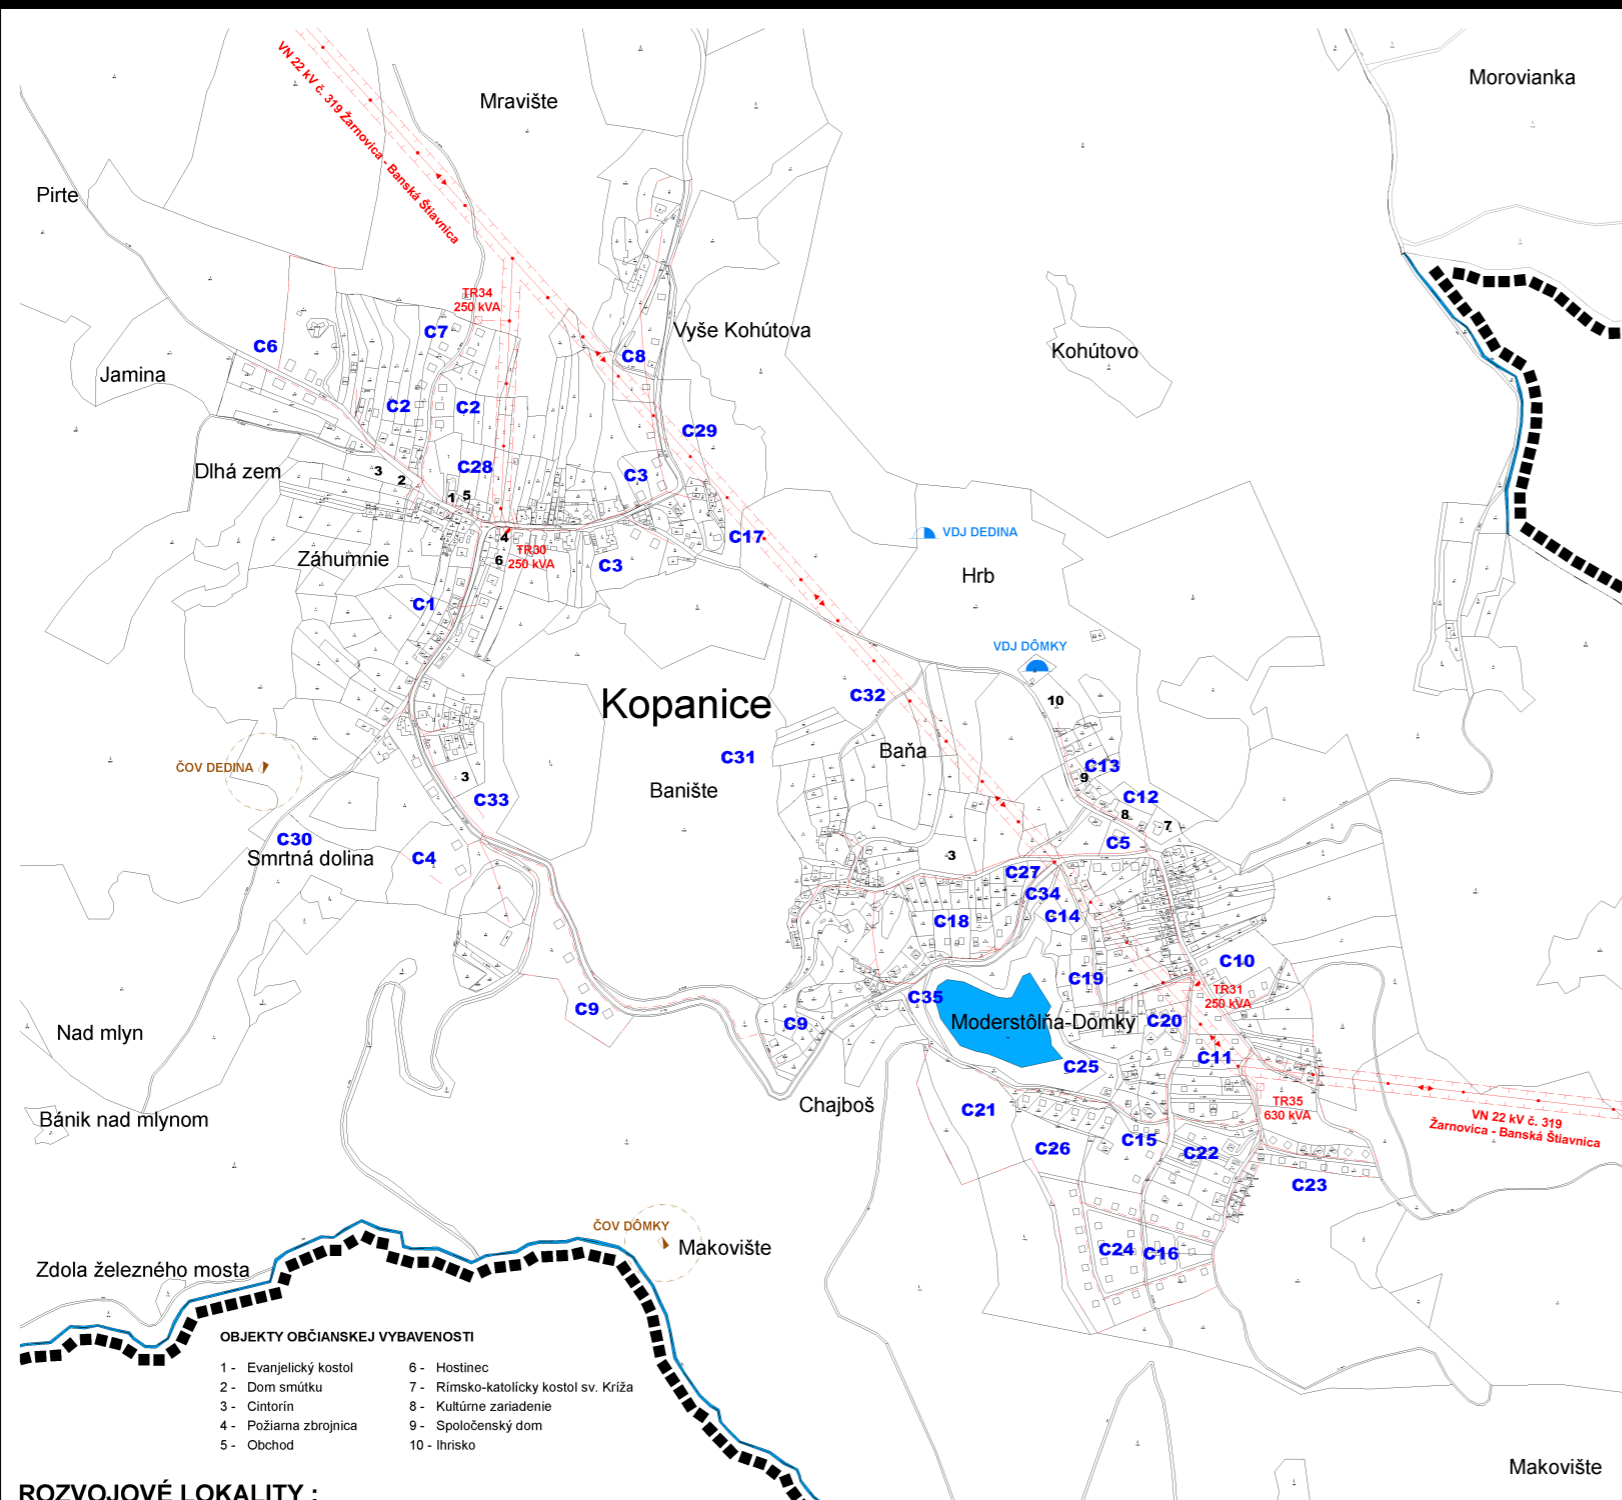 Morovianka
Mravište
VN 22 kV č. 319 Žarnovica - Banská Štiavnica
Pirte
TR34
250 kVA
C7
C6
Vyše Kohútova
C8
Kohútovo
Jamina
C2
C2
C29
Dlhá zem
3
2
C28
C3
1
5
4
C17
VDJ DEDINA
TR30
250 kVA
6
Záhumnie
C3
Hrb
C1
VDJ DÔMKY
Kopanice
C32
10
Baňa
C31
ČOV DEDINA
3
C13
9
Banište
C33
C12
8
7
C30
Smrtná dolina
C4
C5
3
C27
C34
C14
C18
C10
C19
TR31
250 kVA
C35
C9
C9
Moderstôlňa-Domky
C20
Nad mlyn
C11
C25
Chajboš
C21
TR35
630 kVA
VN 22 kV č. 319
Žarnovica - Banská Štiavnica
Bánik nad mlynom
C15
C26
C22
C23
ČOV DÔMKY
Makovište
C24
C16
Zdola železného mosta
OBJEKTY OBČIANSKEJ VYBAVENOSTI
1 - Evanjelický kostol
2 - Dom smútku
3 - Cintorín
4 - Požiarna zbrojnica
5 - Obchod
6 - Hostinec
7 - Rímsko-katolícky kostol sv. Kríža
8 - Kultúrne zariadenie
9 - Spoločenský dom
10 - Ihrisko
Makovište
ROZVOJOVÉ LOKALITY :